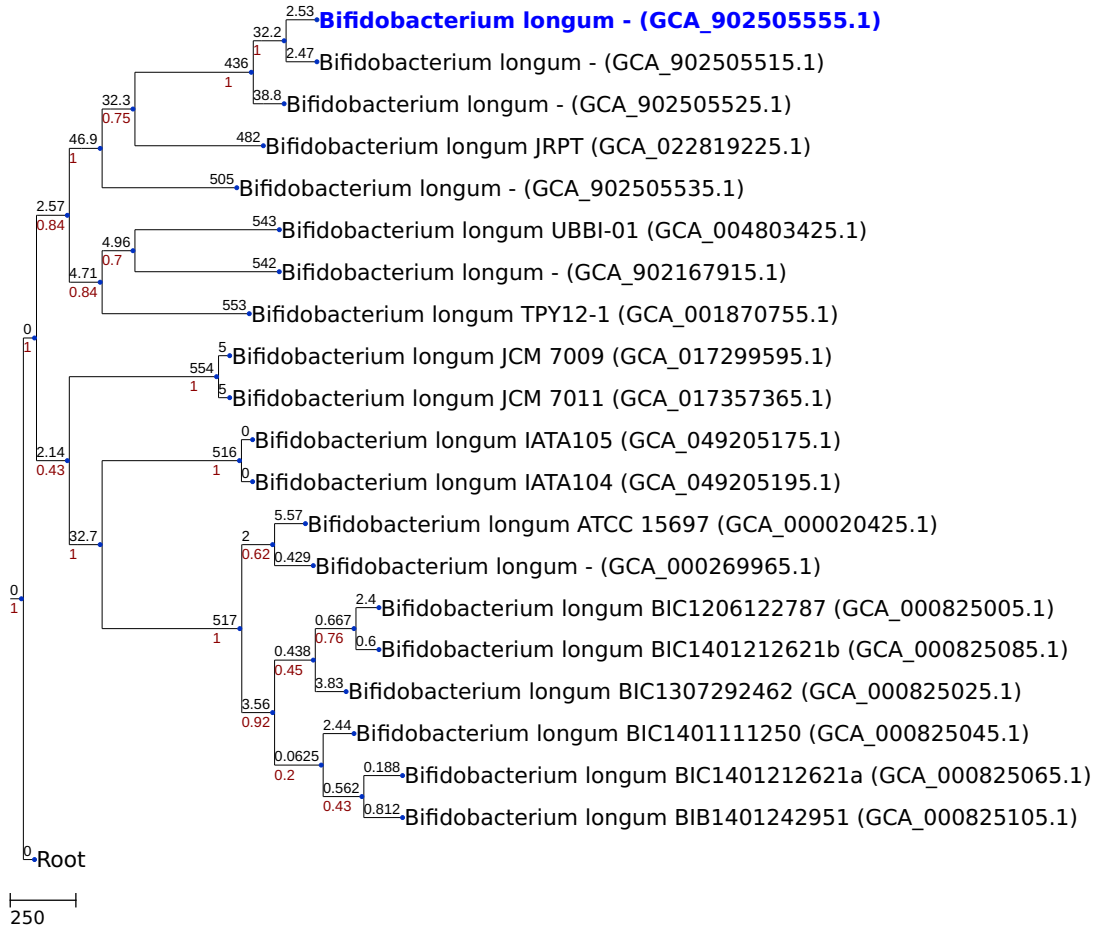 2.53
Bifidobacterium longum - (GCA_902505555.1)
32.2
1
2.47
Bifidobacterium longum - (GCA_902505515.1)
436
1
38.8
Bifidobacterium longum - (GCA_902505525.1)
32.3
0.75
482
Bifidobacterium longum JRPT (GCA_022819225.1)
46.9
1
505
Bifidobacterium longum - (GCA_902505535.1)
2.57
0.84
543
Bifidobacterium longum UBBI-01 (GCA_004803425.1)
4.96
0.7
542
Bifidobacterium longum - (GCA_902167915.1)
4.71
0.84
553
Bifidobacterium longum TPY12-1 (GCA_001870755.1)
0
1
5
Bifidobacterium longum JCM 7009 (GCA_017299595.1)
554
1
5
Bifidobacterium longum JCM 7011 (GCA_017357365.1)
0
Bifidobacterium longum IATA105 (GCA_049205175.1)
2.14
0.43
516
1
0
Bifidobacterium longum IATA104 (GCA_049205195.1)
5.57
Bifidobacterium longum ATCC 15697 (GCA_000020425.1)
32.7
1
2
0.62
0.429
Bifidobacterium longum - (GCA_000269965.1)
0
1
2.4
Bifidobacterium longum BIC1206122787 (GCA_000825005.1)
517
1
0.667
0.76
0.6
Bifidobacterium longum BIC1401212621b (GCA_000825085.1)
0.438
0.45
3.83
Bifidobacterium longum BIC1307292462 (GCA_000825025.1)
3.56
0.92
2.44
Bifidobacterium longum BIC1401111250 (GCA_000825045.1)
0.0625
0.2
0.188
Bifidobacterium longum BIC1401212621a (GCA_000825065.1)
0.562
0.43
0.812
Bifidobacterium longum BIB1401242951 (GCA_000825105.1)
0
Root
250